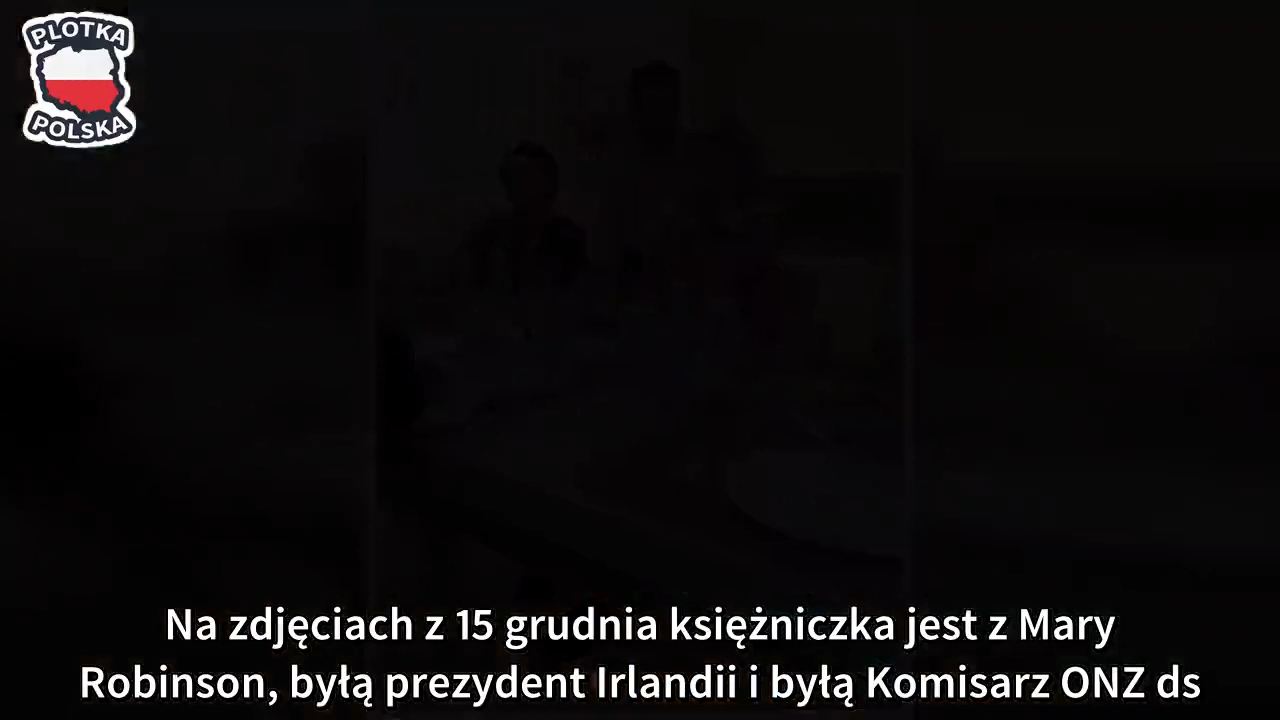 PLOTKA
POLSKA
Na zdjęciach z 15 grudnia księżniczka jest z Mary
Robinson, byłą prezydent Irlandii i byłą Komisarz ONZ ds